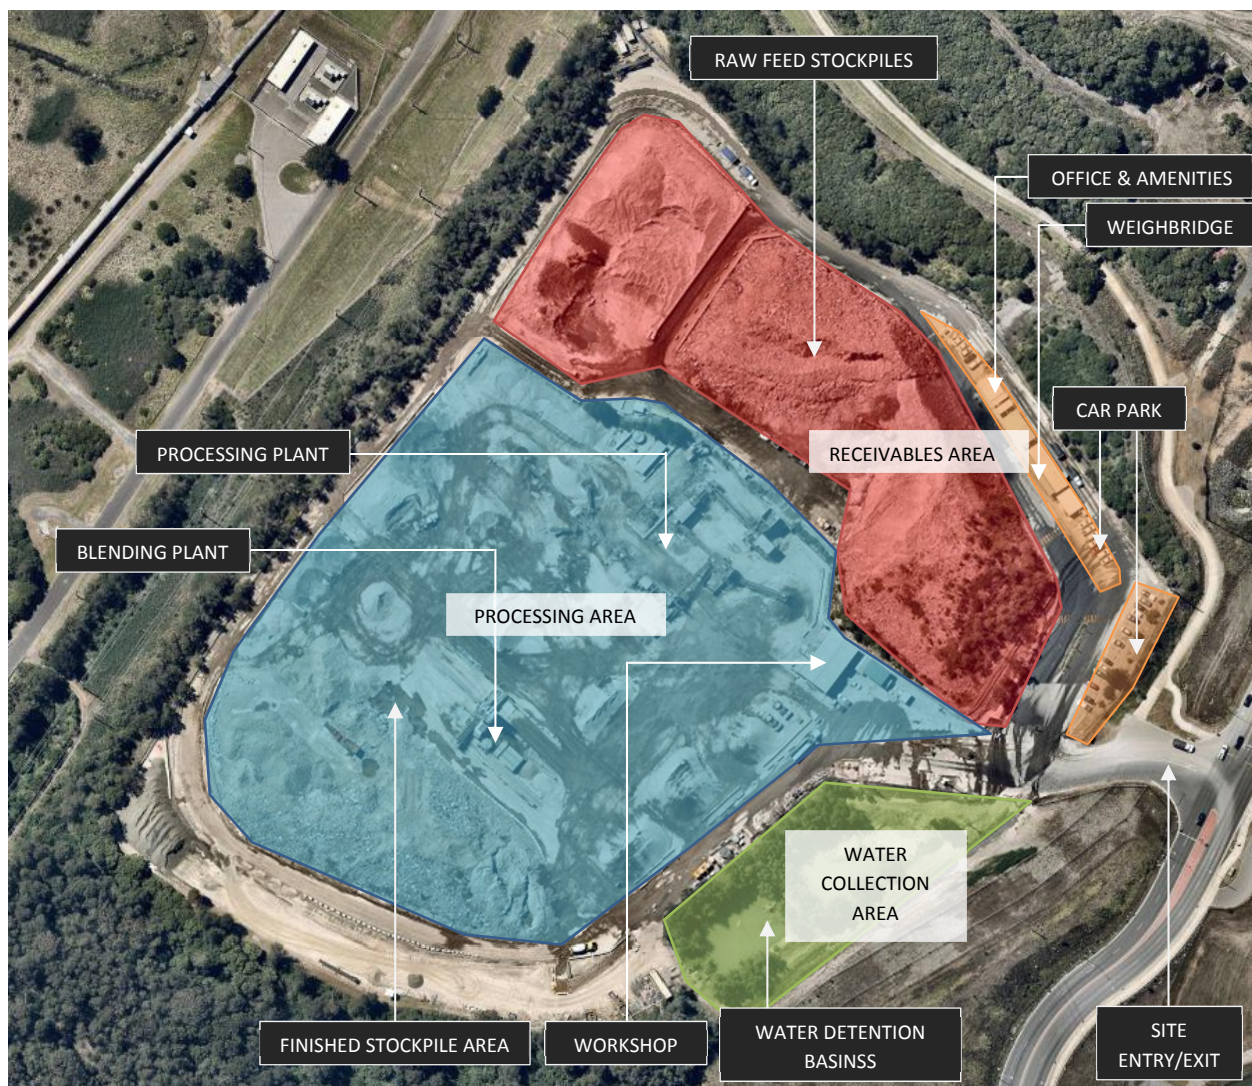 RAW FEED STOCKPILES
OFFICE & AMENITIES
WEIGHBRIDGE
CAR PARK
PROCESSING PLANT
RECEIVABLES AREA
BLENDING PLANT
PROCESSING AREA
WATER
COLLECTION
AREA
FINISHED STOCKPILE AREA
WORKSHOP
WATER DETENTION
BASINSS
SITE
ENTRY/EXIT